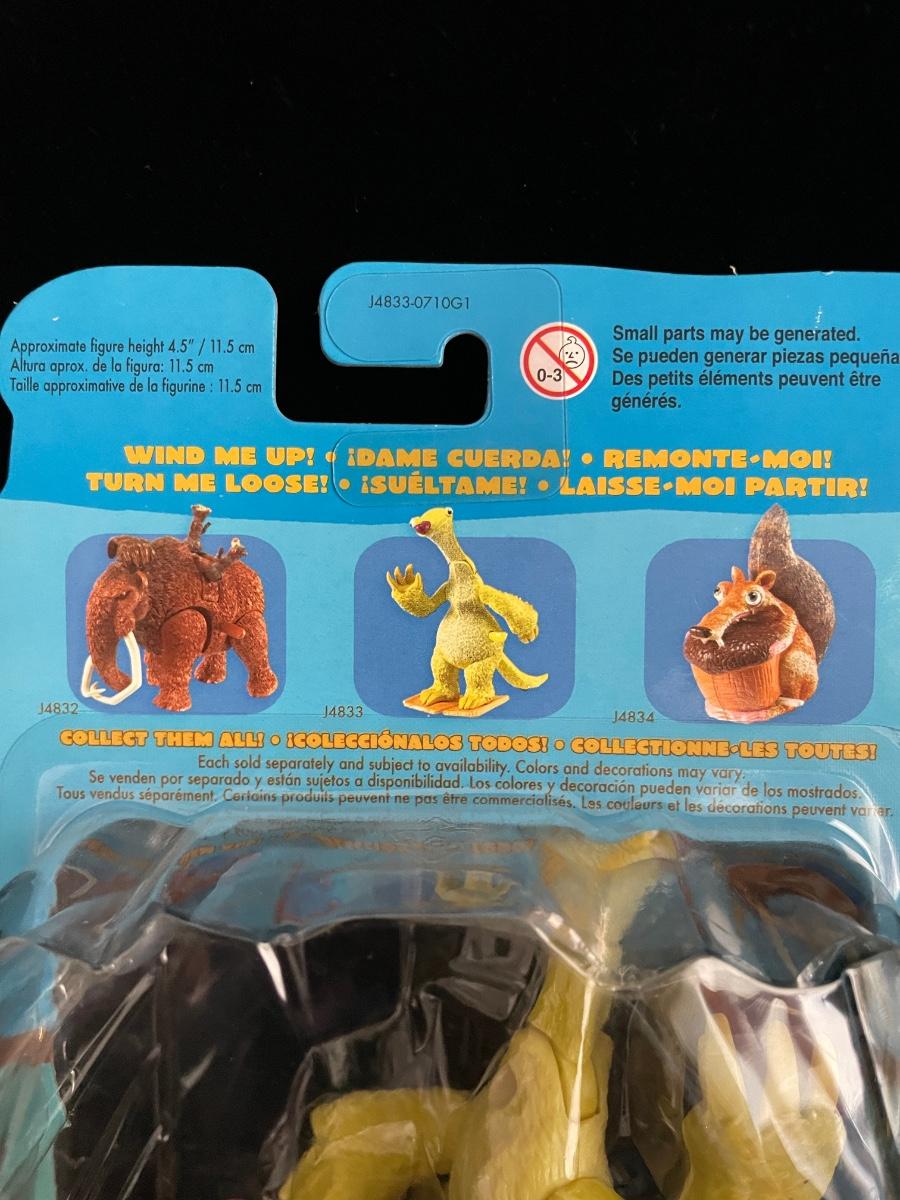 J4833-0710G1
Approximate figure height 4.5" / 11.5 cm
Altura aprox. de la figura: 11.5 cm
Taille approximative de la figurine : 11.5 cm
0-3
Small parts may be generated.
Se pueden generar piezas pequeña
Des petits éléments peuvent être
générés.
WIND ME UP! • ¡DAME CUERDA! • REMONTE-MOI!
TURN ME LOOSE! • ¡SUÉLTAME! • LAISSE-MOI PARTIR!
J4832
J4833
J4834
COLLECT THEM ALL! • ¡COLECCIÓNALOS TODOS! • COLLECTIONNE-LES TOUTES!
Each sold separately and subject to availability. Colors and decorations may vary.
Se venden por separado y están sujetos a disponibilidad. Los colores y decoración pueden variar de los mostrados.
Tous vendus séparément. Certains produits peuvent ne pas être commercialisés. Les couleurs et les décorations peuvent varier.